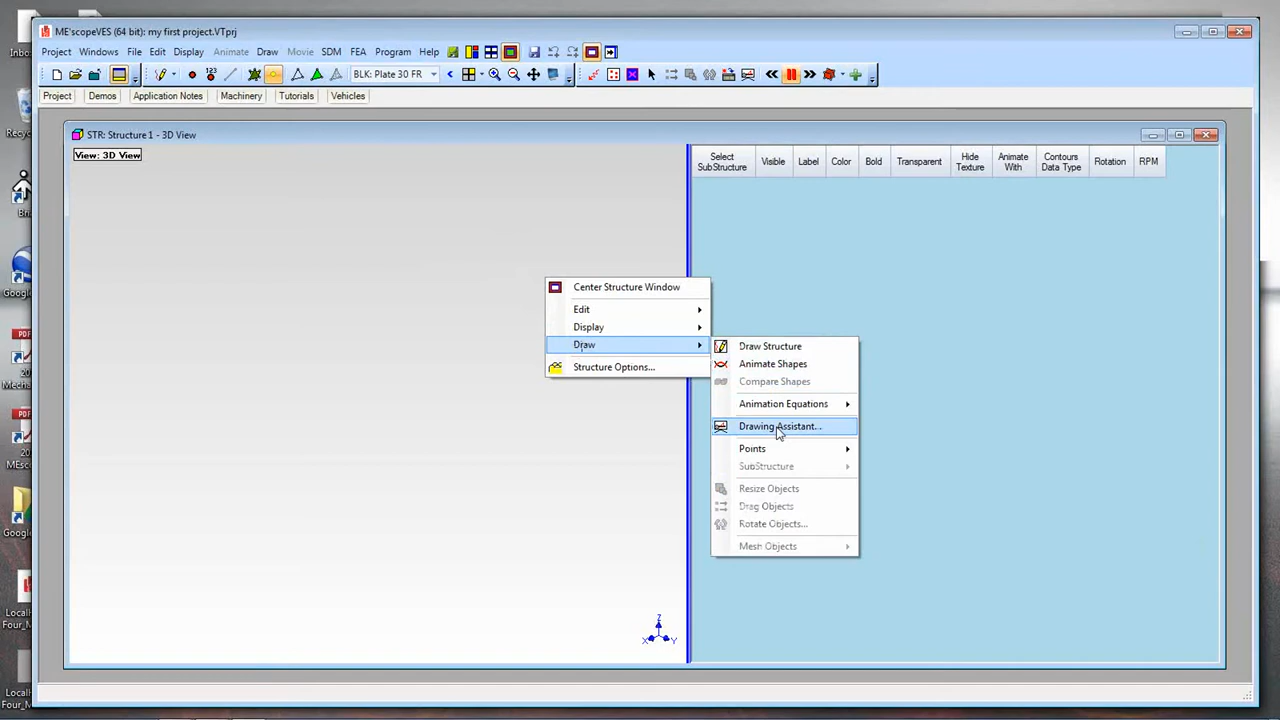 ME'scopeVES (64 bit): my first project.VTprj
Project Windows File Edit Display Animate Draw Movie SDM FEA Program Help
BLK: Plate 30 FR
Project Demos Application Notes Machinery Tutorials Vehicles
STR: Structure 1 - 3D View
View: 3D View
Select SubStructure Visible Label Color Bold Transparent Hide Texture Animate With Contours Data Type Rotation RPM
Center Structure Window
Edit
Display
Draw
Structure Options...
Draw Structure
Animate Shapes
Compare Shapes
Animation Equations
Drawing Assistant...
Points
SubStructure
Resize Objects
Drag Objects
Rotate Objects...
Mesh Objects
Z
X Y